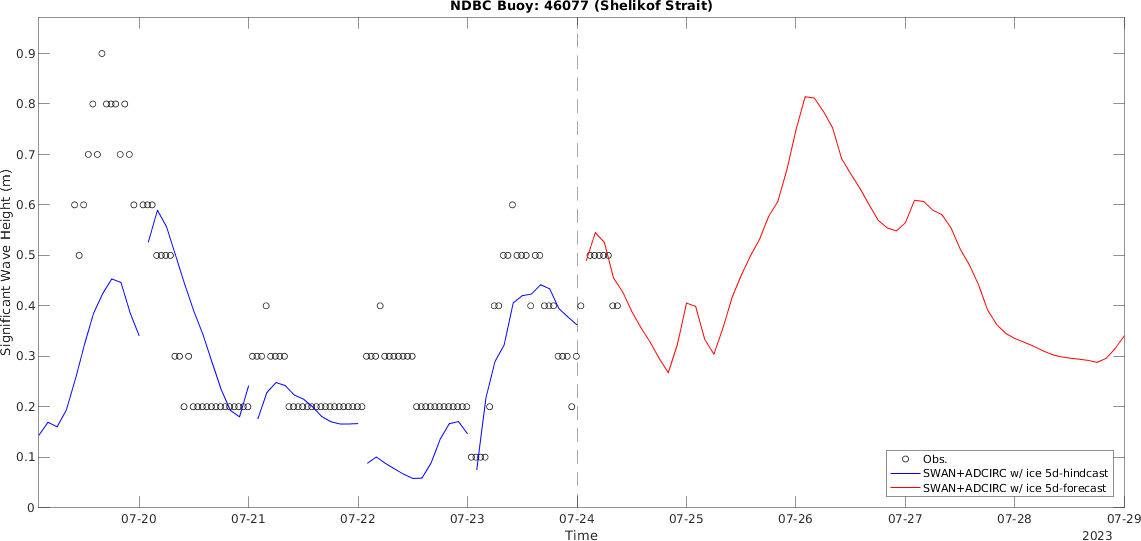 NDBC Buoy: 46077 (Shelikof Strait)
Significant Wave Height (m)
0.9
0.8
0.7
0.6
0.5
0.4
0.3
0.2
0.1
0
07-20 07-21 07-22 07-23 07-24 07-25 07-26 07-27 07-28 07-29
Time
2023
Obs.
SWAN+ADCIRC w/ ice 5d-hindcast
SWAN+ADCIRC w/ ice 5d-forecast